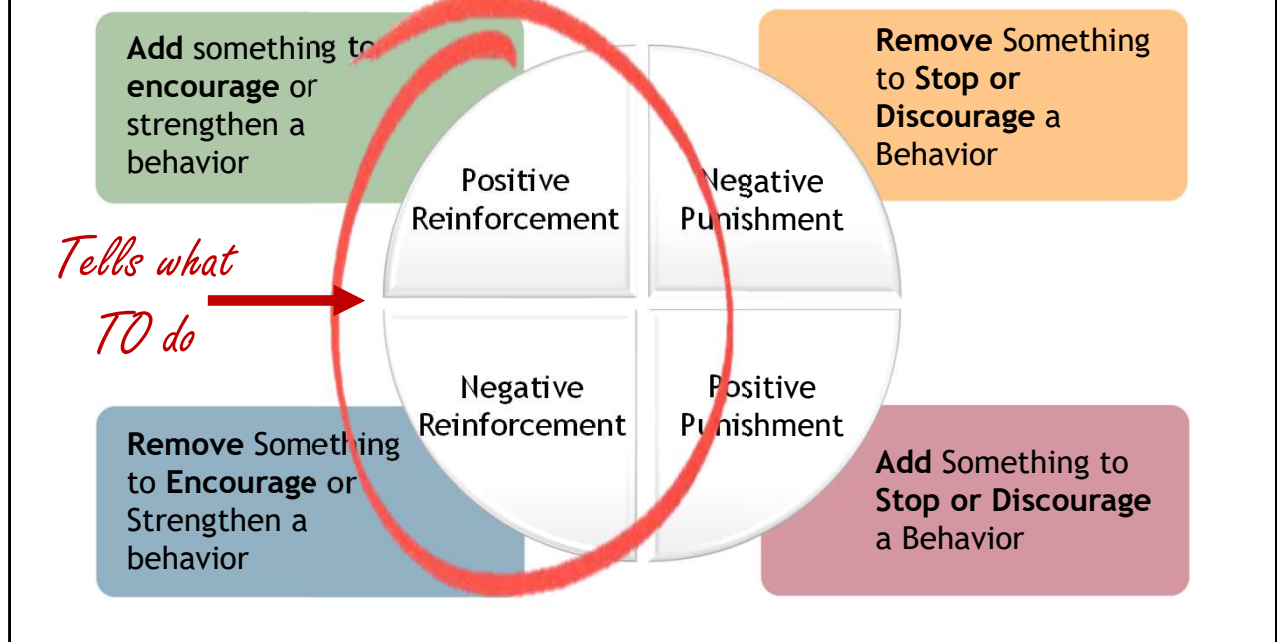 Add something to
encourage or
strengthen a
behavior
Remove Something
to Stop or
Discourage a
Behavior
Positive
Reinforcement
Negative
Punishment
Tells what
TO do
Negative
Reinforcement
Positive
Punishment
Remove Something
to Encourage or
Strengthen a
behavior
Add Something to
Stop or Discourage
a Behavior